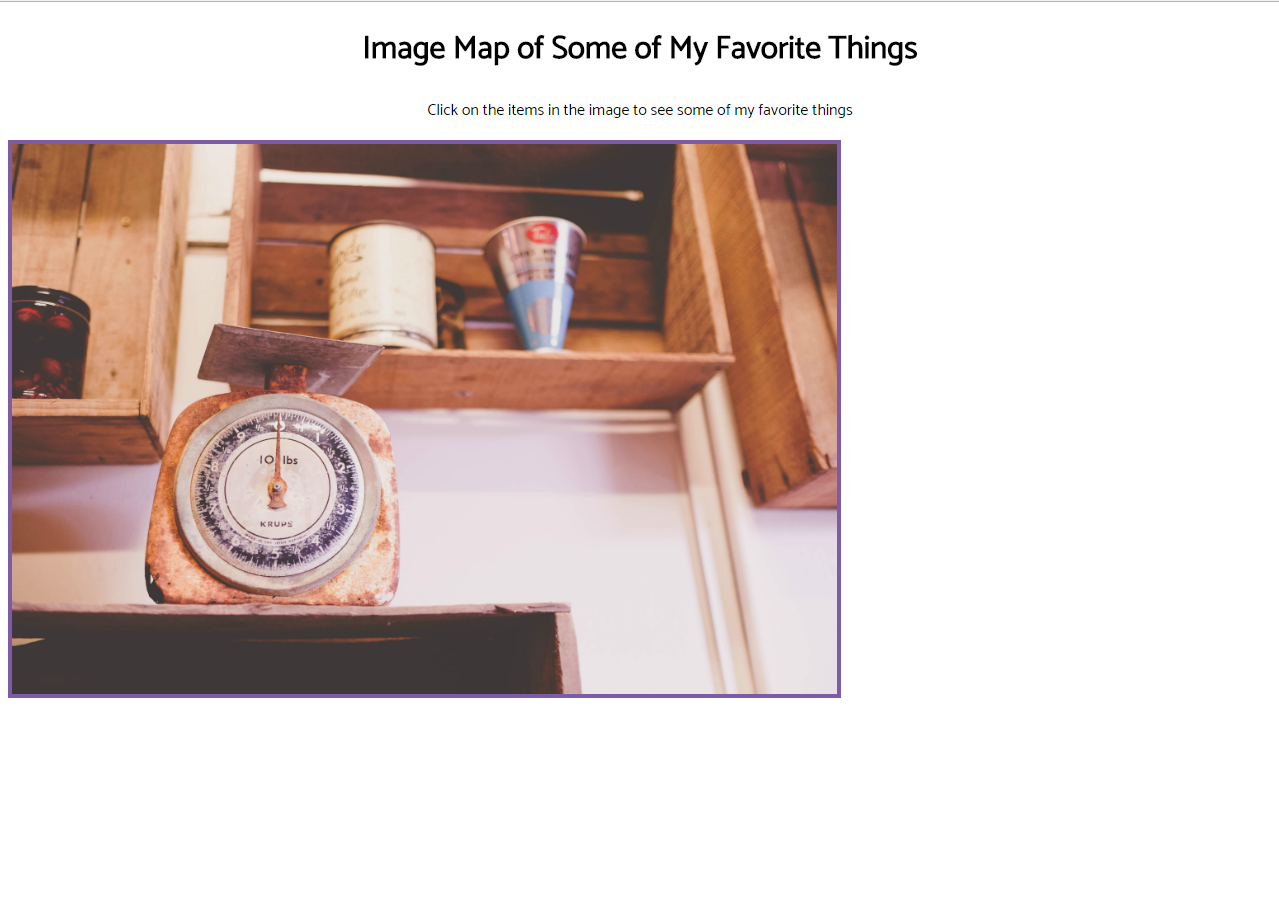 Image Map of Some of My Favorite Things
Click on the items in the image to see some of my favorite things
10 lbs
KRUPS